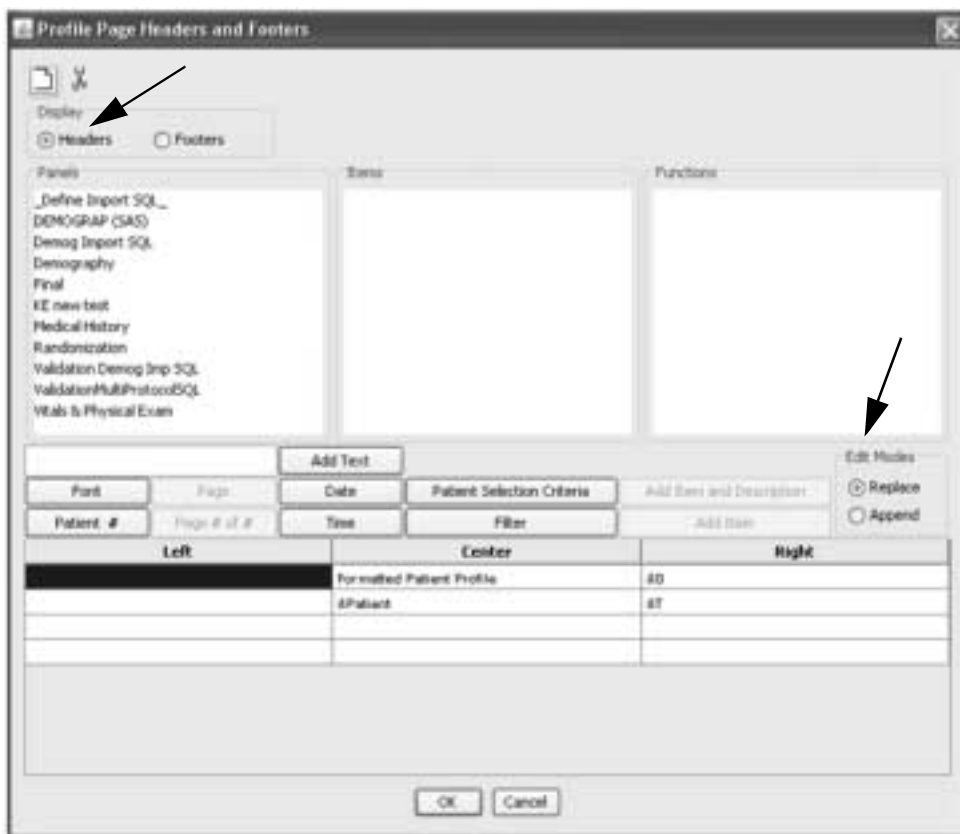 Profile Page Headers and Footers
Display
Headers Footers
Panels Items Functions
_Define Import SQL_
DEMOGRAP (SAS)
Demog Import SQL
Demography
Final
KE new test
Medical History
Randomization
Validation Demog Imp SQL
ValidationMultiProtocolSQL
Vitals & Physical Exam
Add Text
Edit Modes
Font Page Date Patient Selection Criteria Add Item and Description Replace
Patient # Page # of # Time Filter Add Item Append
Left Center Right
Formatted Patient Profile &D
&Patient &T
OK Cancel